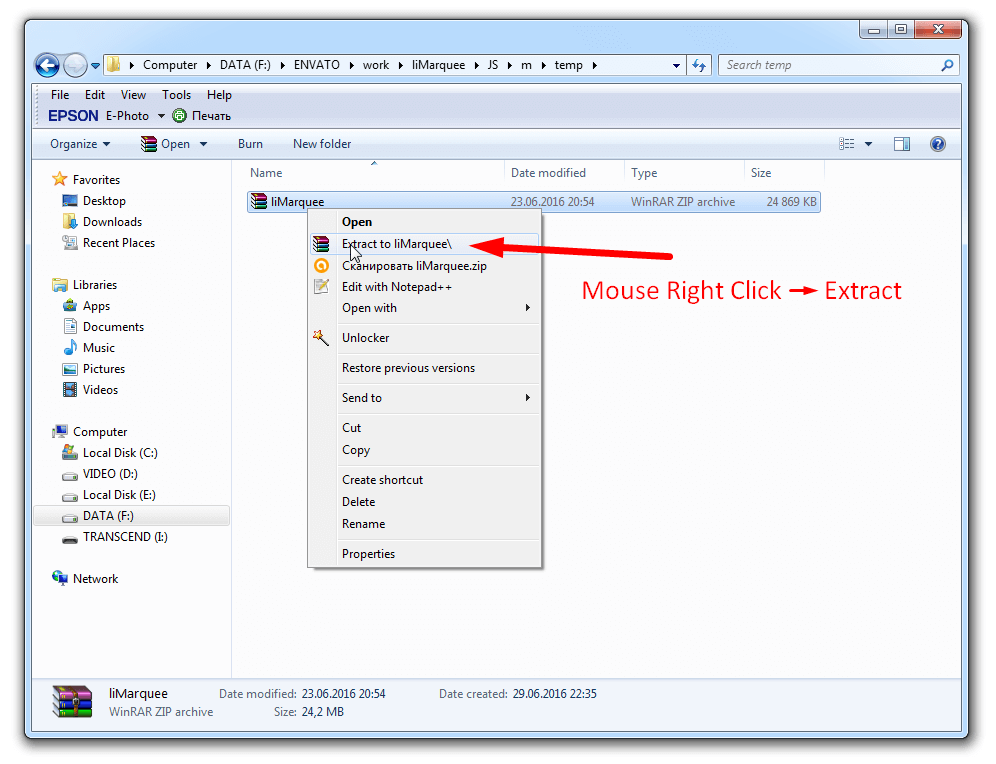 Computer DATA (F:) ENVATO work liMarquee JS m temp Search temp
File Edit View Tools Help
EPSON E-Photo Печать
Organize Open Burn New folder
Name Date modified Type Size
liMarquee 23.06.2016 20:54 WinRAR ZIP archive 24 869 KB
Favorites
Desktop
Downloads
Recent Places
Libraries
Apps
Documents
Music
Pictures
Videos
Computer
Local Disk (C:)
VIDEO (D:)
Local Disk (E:)
DATA (F:)
TRANSCEND (I:)
Network
Open
Extract to liMarquee\
Сканировать liMarquee.zip
Edit with Notepad++
Open with
Unlocker
Restore previous versions
Send to
Cut
Copy
Create shortcut
Delete
Rename
Properties
Mouse Right Click → Extract
liMarquee Date modified: 23.06.2016 20:54 Date created: 29.06.2016 22:35
WinRAR ZIP archive Size: 24,2 MB